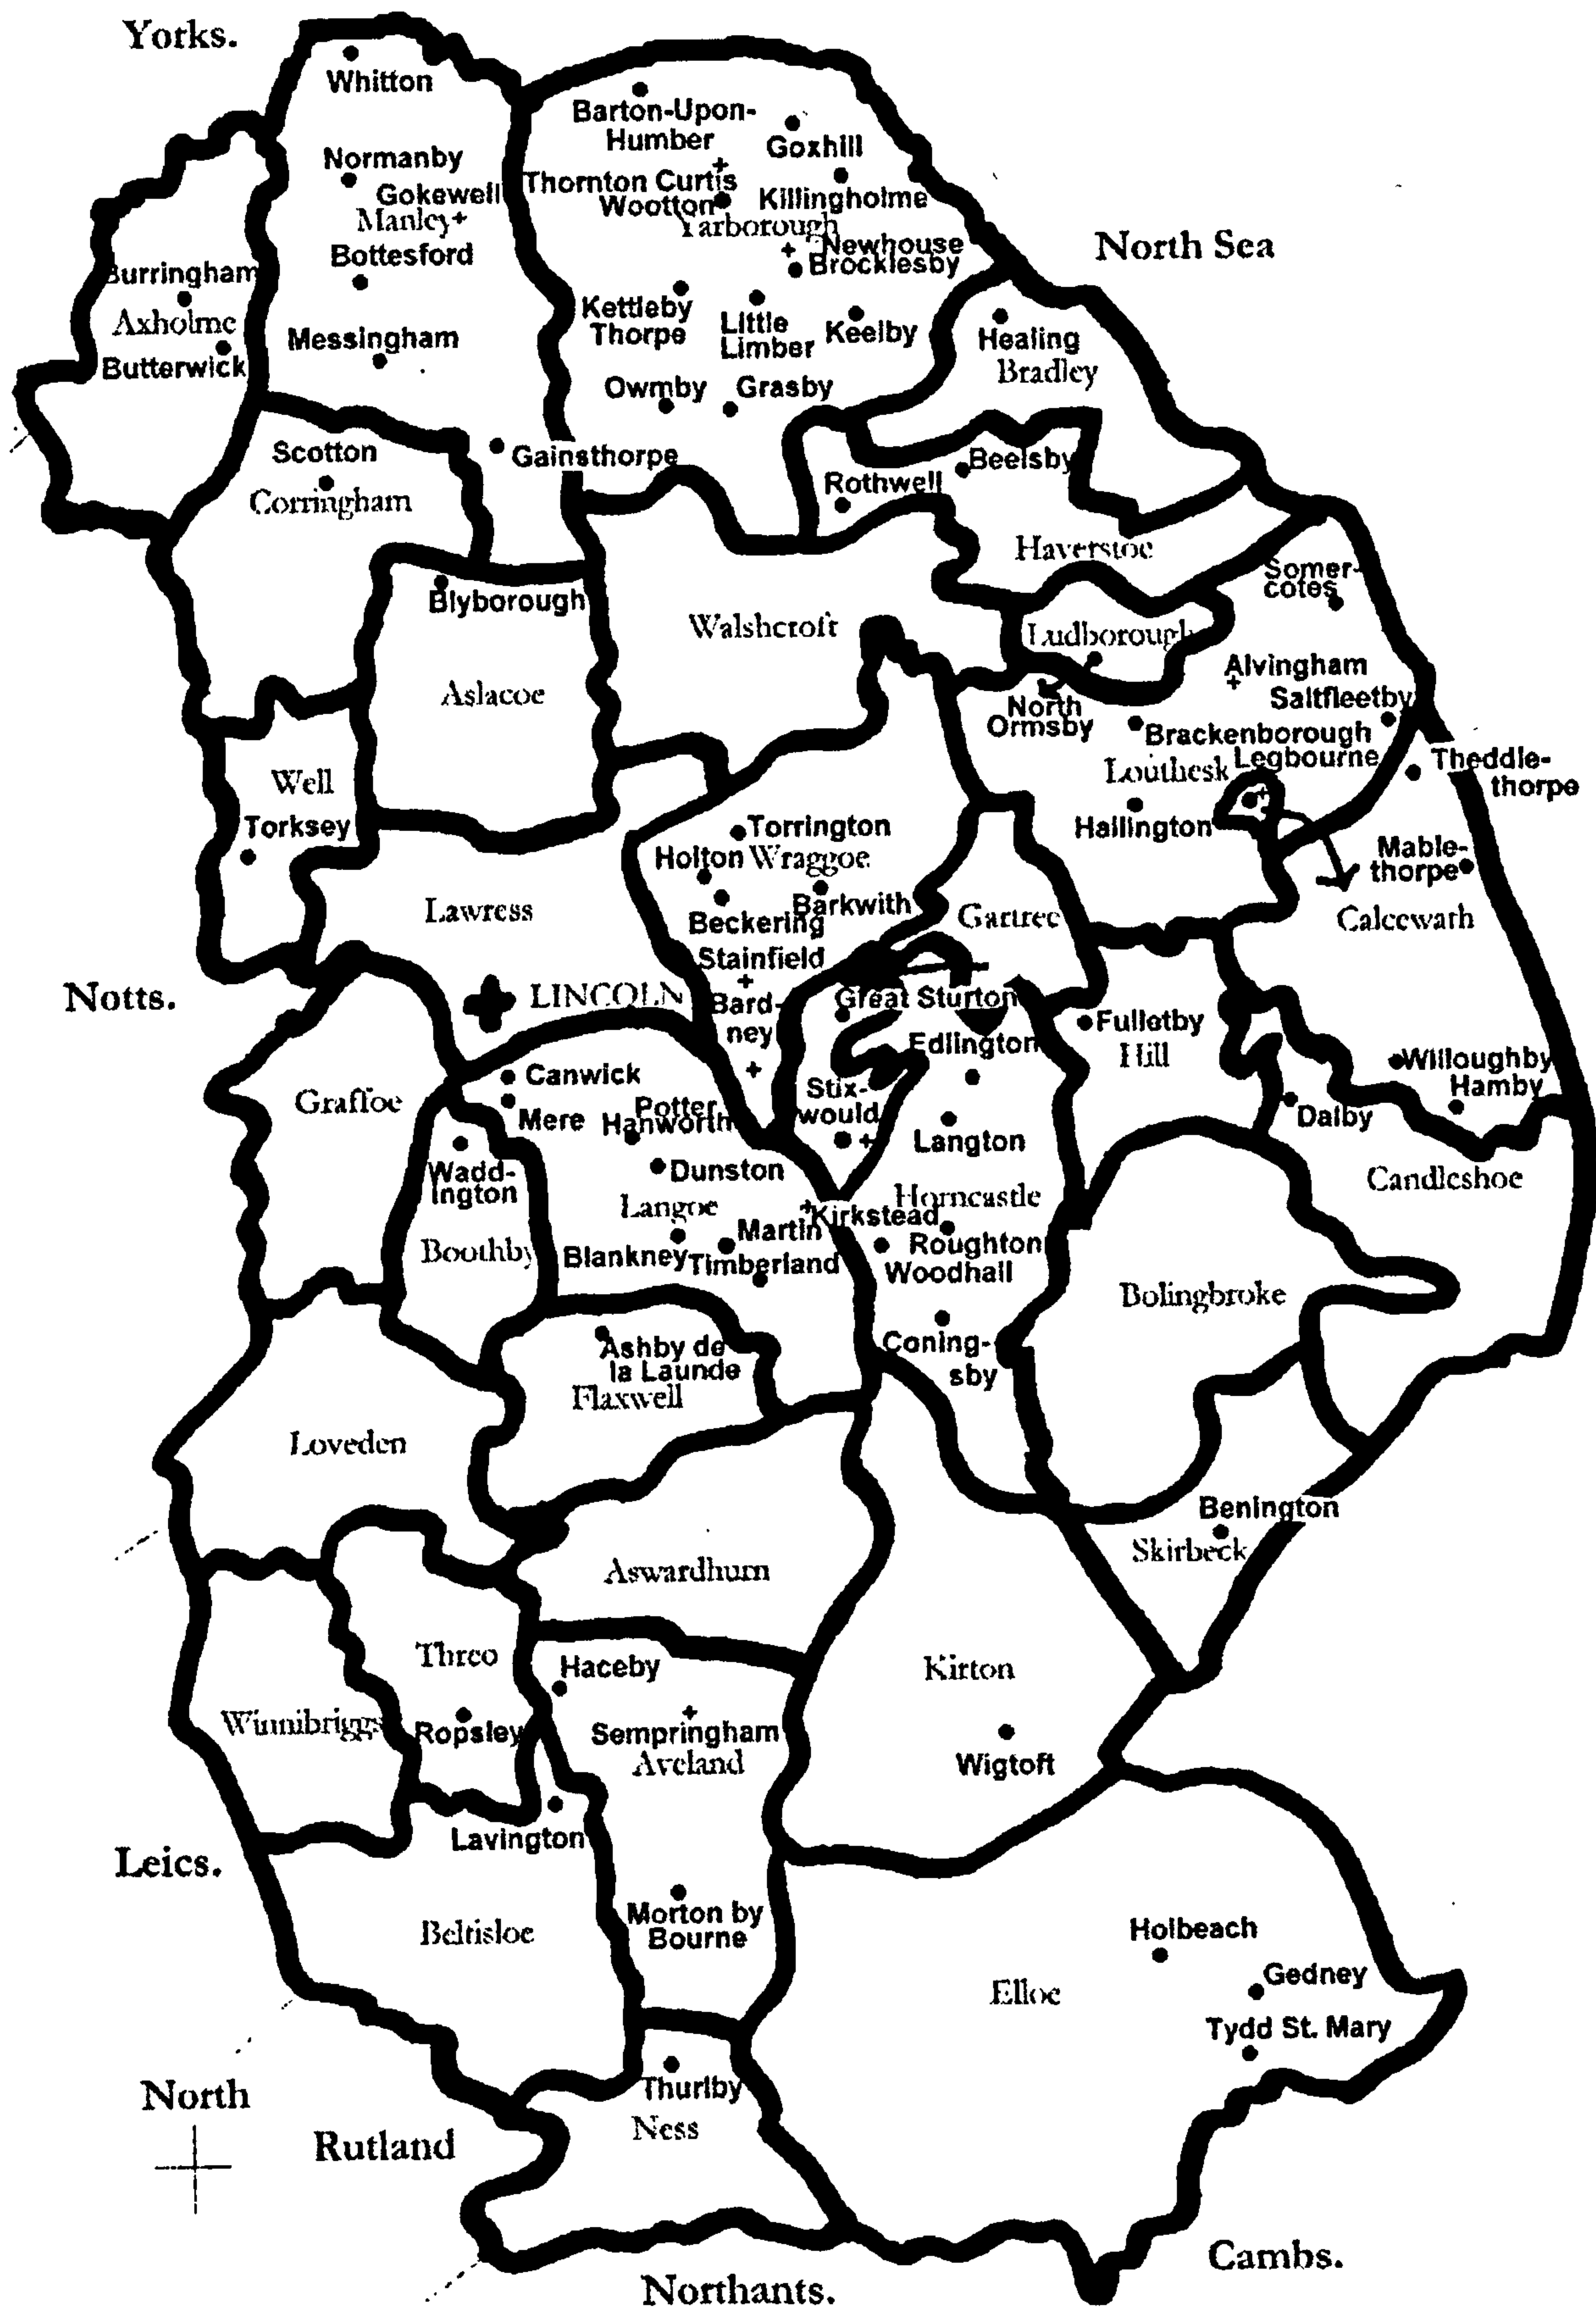 Yorks.
Whitton
Barton-Upon-
Humber
Goxhill
Normanby
Gokewell
Manley
Thornton Curtis
Wootton
Killingholme
Yarborough
Newhouse
Brocklesby
North Sea
Bottesford
Burringham
Axholme
Butterwick
Messingham
Kettleby
Thorpe
Little
Limber
Keelby
Healing
Bradley
Owmby
Grasby
Scotton
Corringham
Gainsthorpe
Rothwell
Beelsby
Haverstoe
Somer-
cotes
Blyborough
Walshcroft
Ludborough
Aslacoe
Alvingham
Saltfleetby
North
Ormsby
Brackenborough
Legbourne
Louthesk
Theddle-
thorpe
Well
Torksey
Hallington
Torrington
Holton
Wraggoe
Mable-
thorpe
Barkwith
Beckering
Lawress
Gartree
Calcewath
Stainfield
Notts.
LINCOLN
Bard-
ney
Great Sturton
Edlington
Fulletby
Hill
Willoughby
Hamby
Graffoe
Canwick
Mere
Potter
Hanworth
Stix-
would
Dalby
Langton
Wadd-
ington
Dunston
Langoe
Horncastle
Candleshoe
Martin
Kirkstead
Boothby
Blankney
Timberland
Roughton
Woodhall
Bolingbroke
Ashby de
la Launde
Flaxwell
Coning-
sby
Loveden
Benington
Skirbeck
Aswardhurn
Threo
Haceby
Kirton
Winnibriggs
Ropsley
Sempringham
Aveland
Wigtoft
Lavington
Leics.
Beltisloe
Morton by
Bourne
Holbeach
Gedney
Elloe
Tydd St. Mary
Thurlby
Ness
North
Rutland
Cambs.
Northants.